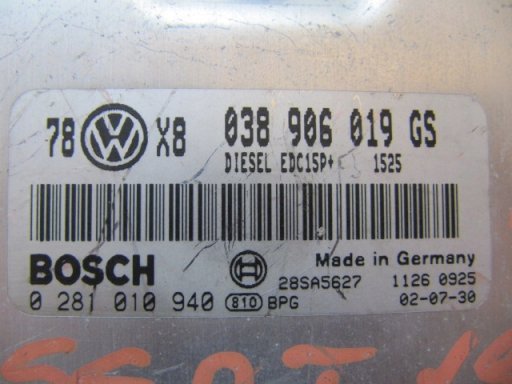 78 VW X8 038 906 019 GS
DIESEL EDC15P+ 1525
BOSCH Made in Germany
28SA5627 1126 0925
0 281 010 940 810 BPG 02-07-30